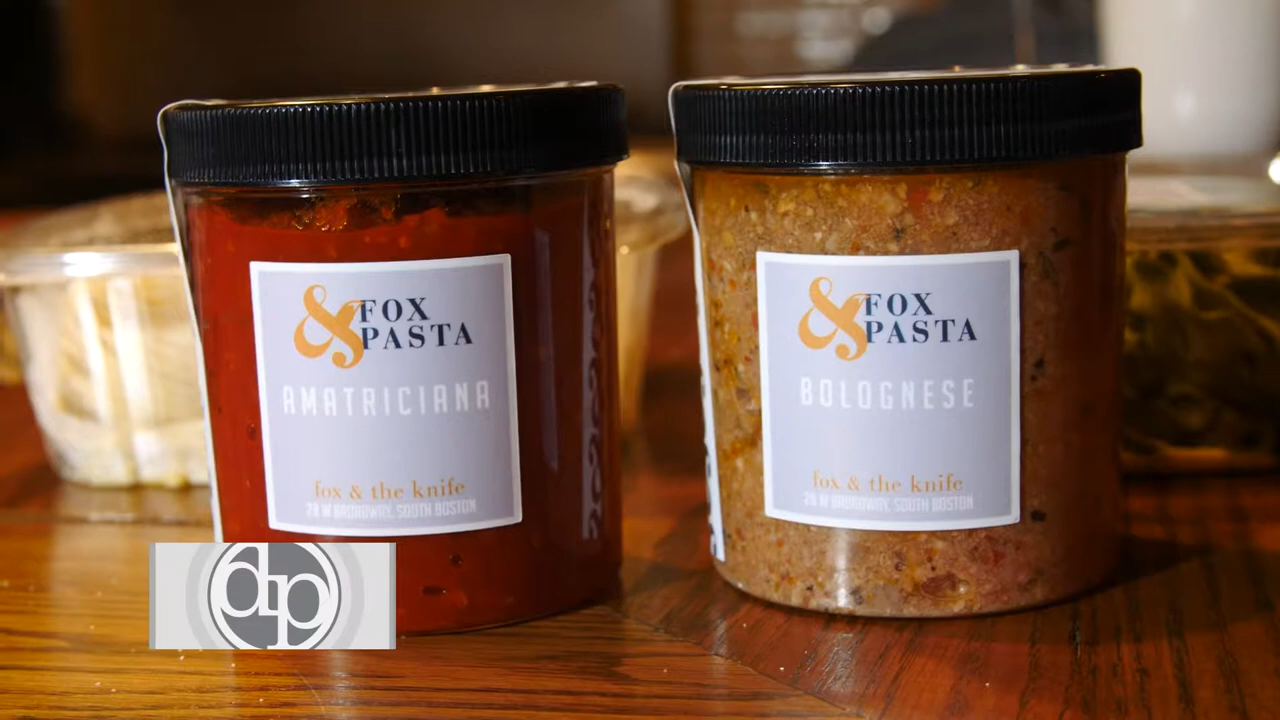 & FOX
PASTA
AMATRICIANA
fox & the knife
28 W BROADWAY, SOUTH BOSTON
& FOX
PASTA
BOLOGNESE
fox & the knife
28 W BROADWAY, SOUTH BOSTON
dp